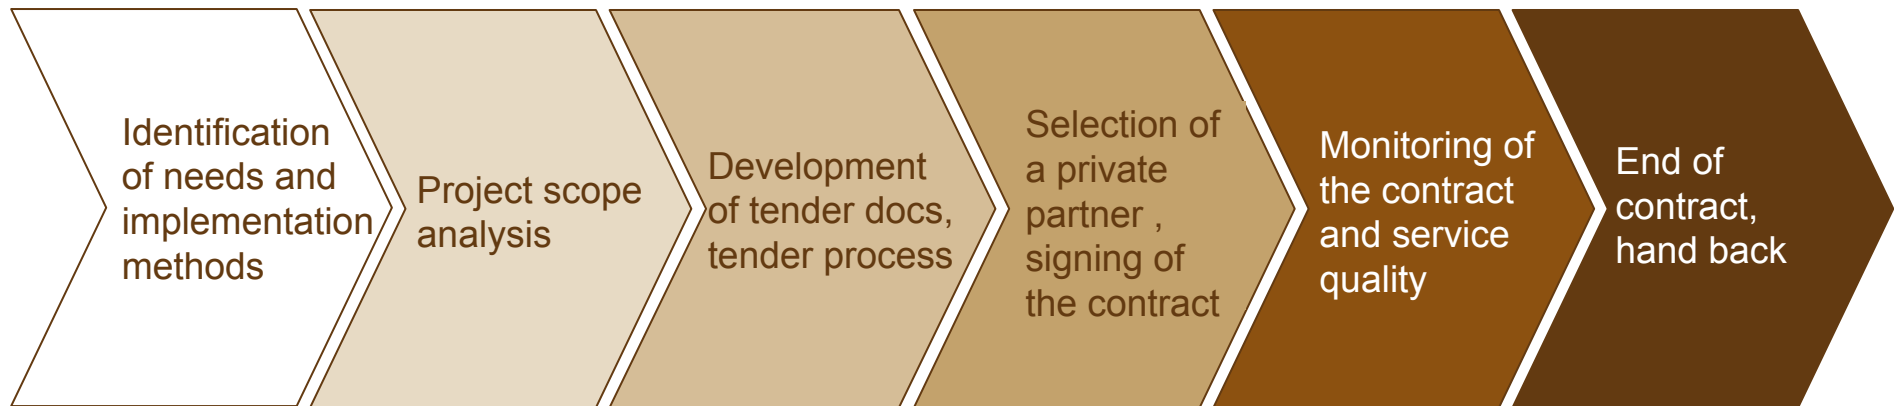 Identification
of needs and
implementation
methods
Project scope
analysis
Development
of tender docs,
tender process
Selection of
a private
partner ,
signing of
the contract
Monitoring of
the contract
and service
quality
End of
contract,
hand back